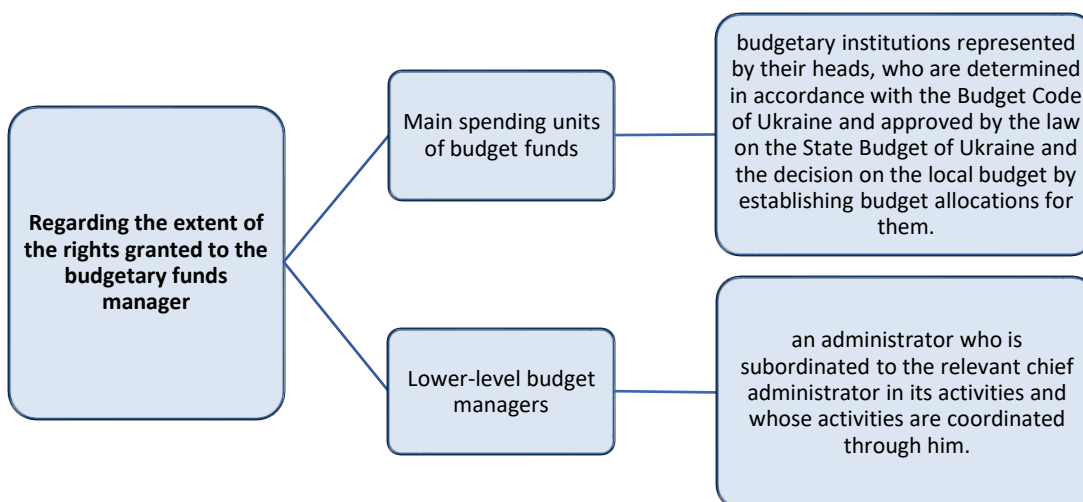 Regarding the extent of
the rights granted to the
budgetary funds
manager
Main spending units
of budget funds
budgetary institutions represented
by their heads, who are determined
in accordance with the Budget Code
of Ukraine and approved by the law
on the State Budget of Ukraine and
the decision on the local budget by
establishing budget allocations for
them.
Lower-level budget
managers
an administrator who is
subordinated to the relevant chief
administrator in its activities and
whose activities are coordinated
through him.